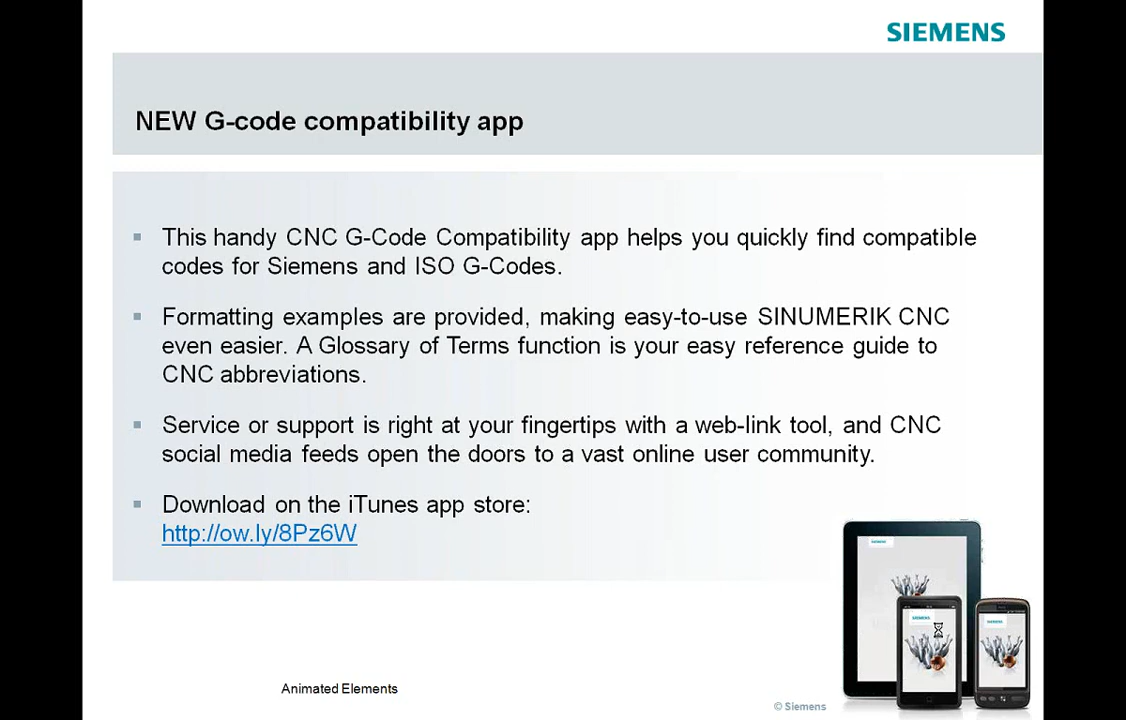 SIEMENS
NEW G-code compatibility app
This handy CNC G-Code Compatibility app helps you quickly find compatible
codes for Siemens and ISO G-Codes.
Formatting examples are provided, making easy-to-use SINUMERIK CNC
even easier. A Glossary of Terms function is your easy reference guide to
CNC abbreviations.
Service or support is right at your fingertips with a web-link tool, and CNC
social media feeds open the doors to a vast online user community.
Download on the iTunes app store:
http://ow.ly/8Pz6W
SIEMENS
SIEMENS
SIEMENS
Animated Elements
© Siemens